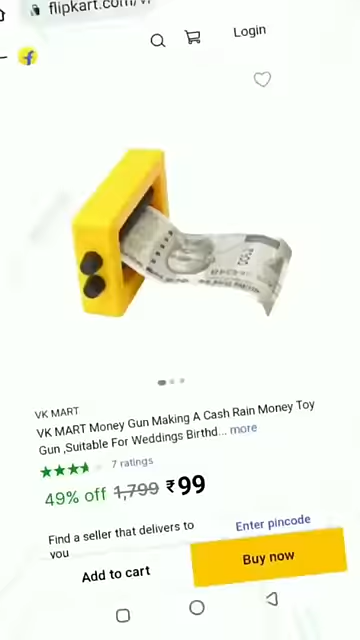 flipkart.com/v
Login
VK MART
VK MART Money Gun Making A Cash Rain Money Toy
Gun ,Suitable For Weddings Birthd... more
7 ratings
49% off 1,799 ₹99
Find a seller that delivers to you
Enter pincode
Add to cart
Buy now